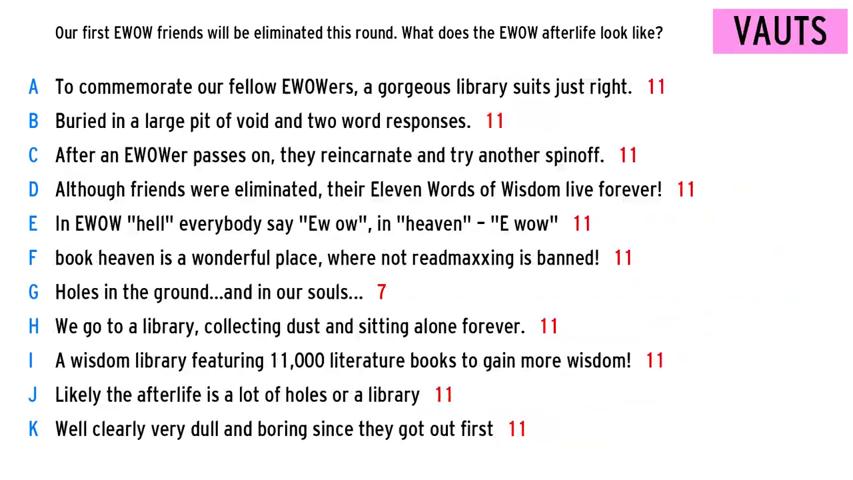 Our first EWOW friends will be eliminated this round. What does the EWOW afterlife look like?
VAUTS
A To commemorate our fellow EWOWers, a gorgeous library suits just right. 11
B Buried in a large pit of void and two word responses. 11
C After an EWOWer passes on, they reincarnate and try another spinoff. 11
D Although friends were eliminated, their Eleven Words of Wisdom live forever! 11
E In EWOW "hell" everybody say "Ew ow", in "heaven" - "E wow" 11
F book heaven is a wonderful place, where not readmaxxing is banned! 11
G Holes in the ground...and in our souls... 7
H We go to a library, collecting dust and sitting alone forever. 11
I A wisdom library featuring 11,000 literature books to gain more wisdom! 11
J Likely the afterlife is a lot of holes or a library 11
K Well clearly very dull and boring since they got out first 11